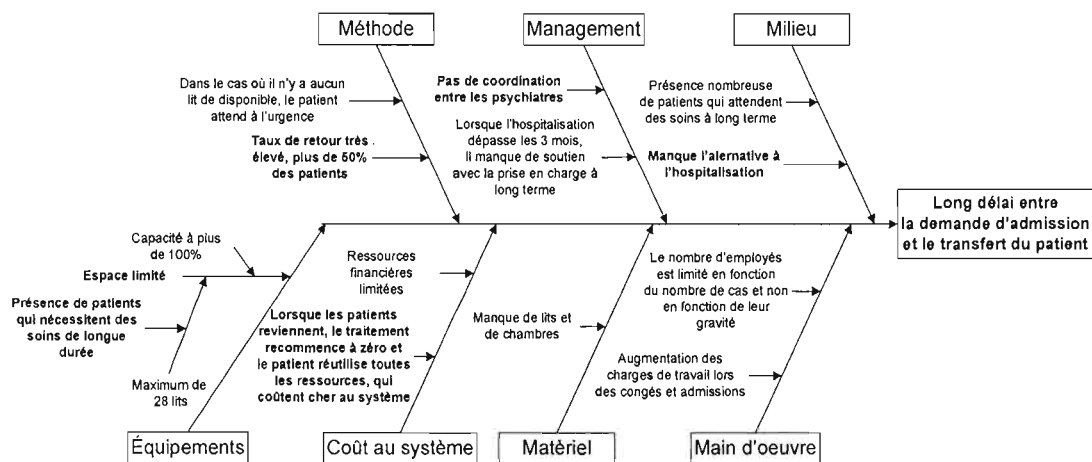 Méthode
Management
Milieu
Dans le cas où il n'y a aucun
lit de disponible, le patient
attend à l'urgence
Taux de retour très
élevé, plus de 50%
des patients
Pas de coordination
entre les psychiatres
Lorsque l'hospitalisation
dépasse les 3 mois,
Il manque de soutien
avec la prise en charge à
long terme
Présence nombreuse
de patients qui attendent
des soins à long terme
Manque l'alernative à
l'hospitalisation
Long délai entre
la demande d'admission
et le transfert du patient
Capacité à plus
de 100%
Espace limité
Présence de patients
qui nécessitent des
soins de longue
durée
Maximum de
28 lits
Ressources
financiéres
limitées
Lorsque les patients
reviennent, le traitement
recommence à zéro et
le patient réutilise toutes
les ressources, qui
coûtent cher au système
Manque de lits et
de chambres
Le nombre d'employés
est limité en fonction
du nombre de cas et non
en fonction de leur
gravité
Augmentation des
charges de travail lors
des congés et admissions
Équipements
Coût au système
Matèriel
Main d'oeuvre